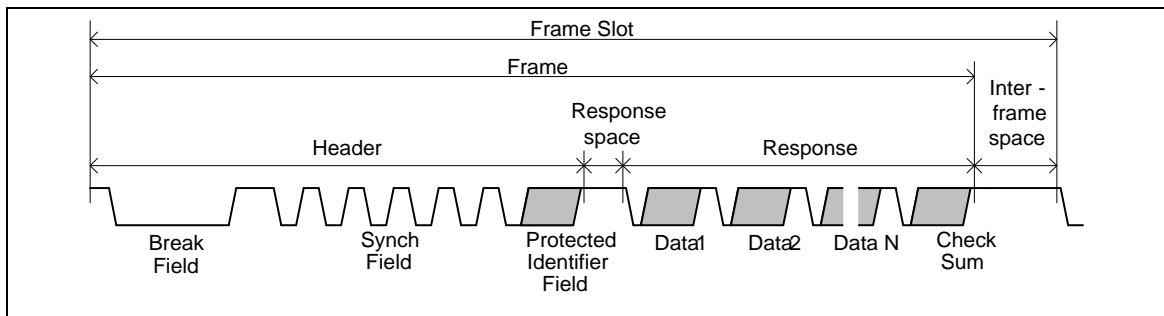 Frame Slot
Frame
Inter -
frame
space
Response
space
Header
Response
Break
Field
Synch
Field
Protected
Identifier
Field
Data1
Data2
Data N
Check
Sum